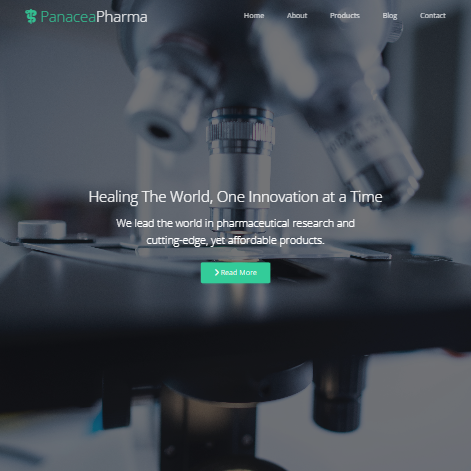 PanaceaPharma
Home About Products Blog Contact
Healing The World, One Innovation at a Time
We lead the world in pharmaceutical research and
cutting-edge, yet affordable products.
Read More